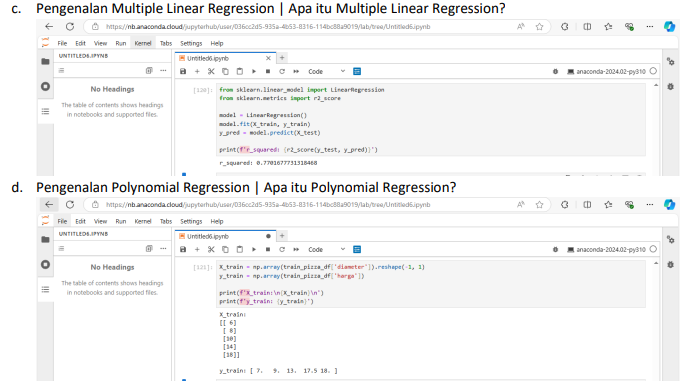 c. Pengenalan Multiple Linear Regression | Apa itu Multiple Linear Regression?
https://nb.anaconda.cloud/jupyterhub/user/036cc2d5-935a-4b53-8316-114bc88a9019/lab/tree/Untitled6.ipynb
File Edit View Run Kernel Tabs Settings Help
UNTITLED6.IPYNB
Untitled6.ipynb
Code
anaconda-2024.02-py310
No Headings
The table of contents shows headings
in notebooks and supported files.
[120]: from sklearn.linear_model import LinearRegression
from sklearn.metrics import r2_score
model = LinearRegression()
model.fit(X_train, y_train)
y_pred = model.predict(X_test)
print(f'r_squared: {r2_score(y_test, y_pred)}')
r_squared: 0.7701677731318468
d. Pengenalan Polynomial Regression | Apa itu Polynomial Regression?
https://nb.anaconda.cloud/jupyterhub/user/036cc2d5-935a-4b53-8316-114bc88a9019/lab/tree/Untitled6.ipynb
File Edit View Run Kernel Tabs Settings Help
UNTITLED6.IPYNB
Untitled6.ipynb
Code
anaconda-2024.02-py310
No Headings
The table of contents shows headings
in notebooks and supported files.
[121]: X_train = np.array(train_pizza_df['diameter']).reshape(-1, 1)
y_train = np.array(train_pizza_df['harga'])
print(f'X_train:\n{X_train}\n')
print(f'y_train: {y_train}')
X_train:
[[ 6]
[ 8]
[10]
[14]
[18]]
y_train: [ 7. 9. 13. 17.5 18. ]